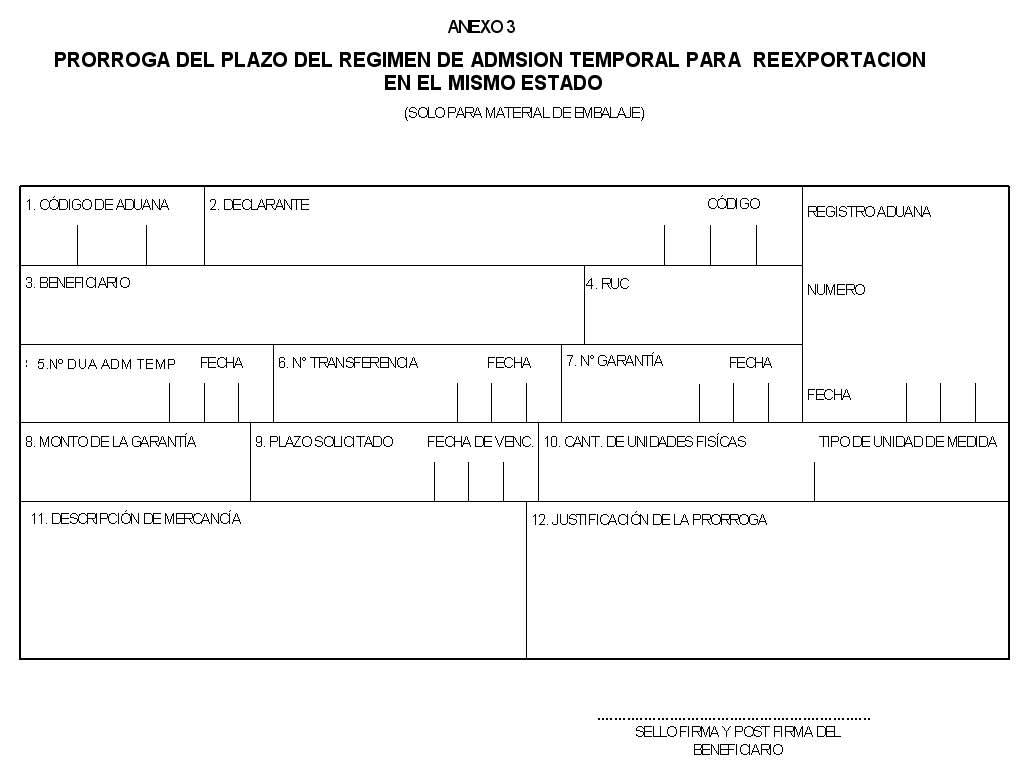 ANEXO 3
PRORROGA DEL PLAZO DEL REGIMEN DE ADMSION TEMPORAL PARA REEXPORTACION
EN EL MISMO ESTADO
(SOLO PARA MATERIAL DE EMBALAJE)
1. CÓDIGO DE ADUANA
2. DECLARANTE
CÓDIGO
REGISTRO ADUANA
3. BENEFICIARIO
4. RUC
NUMERO
: 5.Nº DUA ADM TEMP FECHA
6. N° TRANSFERENCIA FECHA
7. N° GARANTÍA FECHA
FECHA
8. MONTO DE LA GARANTÍA
9. PLAZO SOLICITADO FECHA DE VENC.
10. CANT. DE UNIDADES FISÍCAS TIPO DE UNIDAD DE MEDIDA
11. DESCRIPCIÓN DE MERCANCÍA
12. JUSTIFICACIÓN DE LA PRORROGA
SELLO FIRMA Y POST FIRMA DEL
BENEFICIARIO